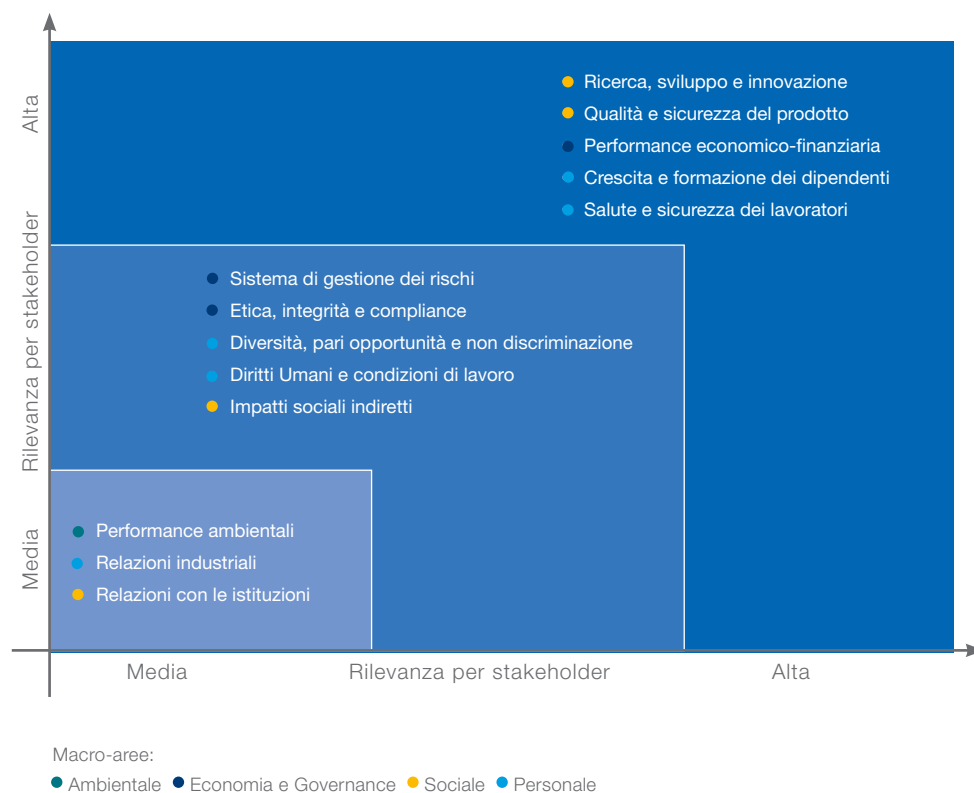 Alta
Rilevanza per stakeholder
Media
Ricerca, sviluppo e innovazione
Qualità e sicurezza del prodotto
Performance economico-finanziaria
Crescita e formazione dei dipendenti
Salute e sicurezza dei lavoratori
Sistema di gestione dei rischi
Etica, integrità e compliance
Diversità, pari opportunità e non discriminazione
Diritti Umani e condizioni di lavoro
Impatti sociali indiretti
Performance ambientali
Relazioni industriali
Relazioni con le istituzioni
Media Rilevanza per stakeholder Alta
Macro-aree:
Ambientale Economia e Governance Sociale Personale